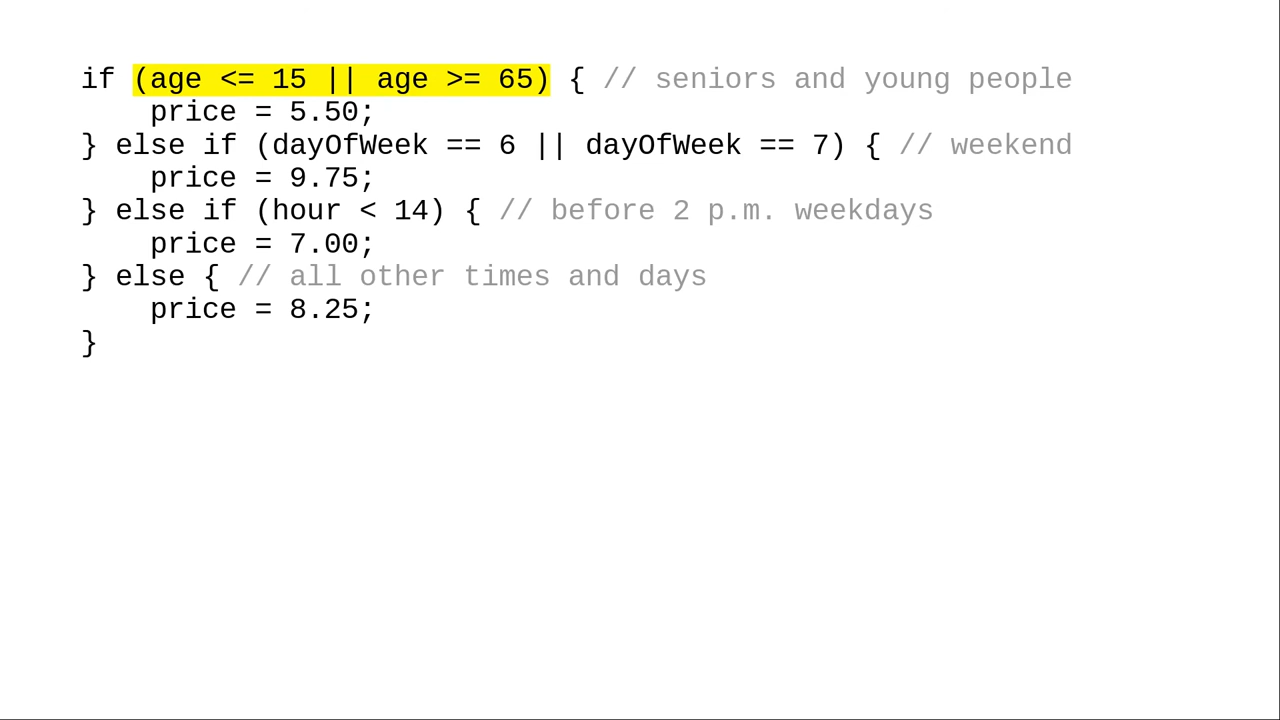 if (age <= 15 || age >= 65) { // seniors and young people
    price = 5.50;
} else if (dayOfWeek == 6 || dayOfWeek == 7) { // weekend
    price = 9.75;
} else if (hour < 14) { // before 2 p.m. weekdays
    price = 7.00;
} else { // all other times and days
    price = 8.25;
}